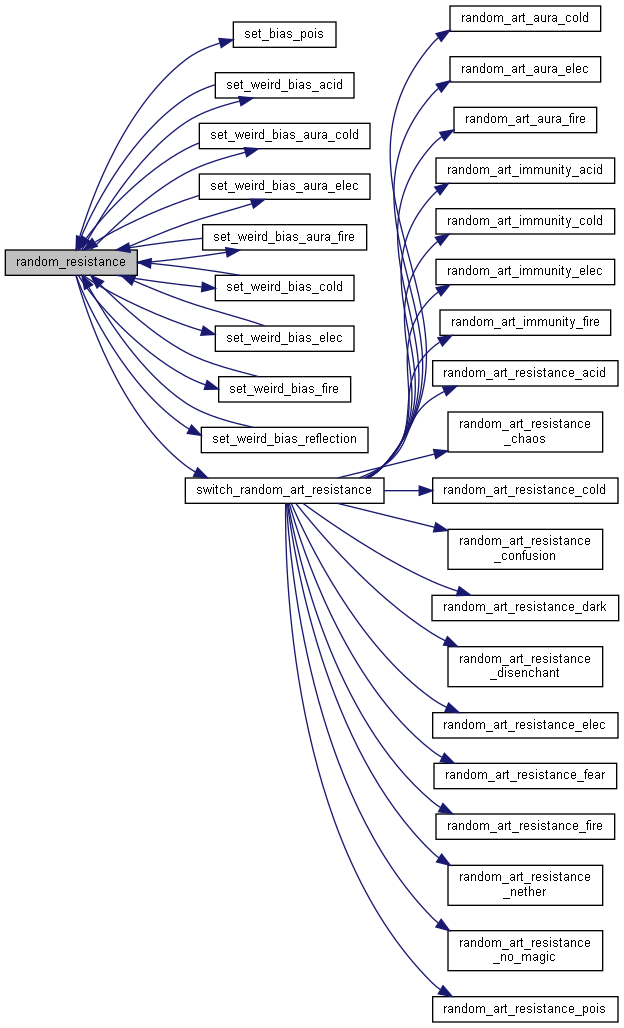 random_resistance
set_bias_pois
set_weird_bias_acid
set_weird_bias_aura_cold
set_weird_bias_aura_elec
set_weird_bias_aura_fire
set_weird_bias_cold
set_weird_bias_elec
set_weird_bias_fire
set_weird_bias_reflection
switch_random_art_resistance
random_art_aura_cold
random_art_aura_elec
random_art_aura_fire
random_art_immunity_acid
random_art_immunity_cold
random_art_immunity_elec
random_art_immunity_fire
random_art_resistance_acid
random_art_resistance
_chaos
random_art_resistance_cold
random_art_resistance
_confusion
random_art_resistance_dark
random_art_resistance
_disenchant
random_art_resistance_elec
random_art_resistance_fear
random_art_resistance_fire
random_art_resistance
_nether
random_art_resistance
_no_magic
random_art_resistance_pois